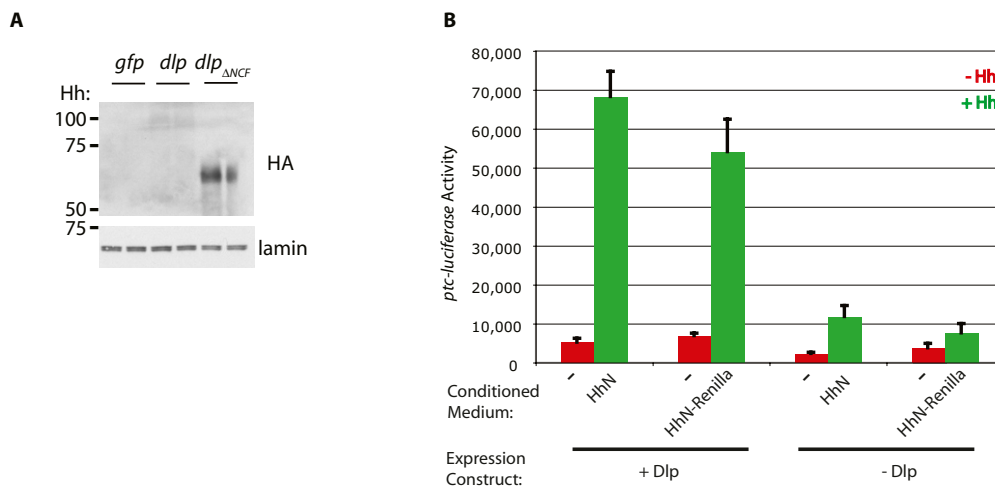 A
gfp dlp dlpΔNCF
Hh:
100
75
HA
50
75
lamin
B
80,000
70,000
60,000
50,000
40,000
30,000
20,000
10,000
0
ptc-luciferase Activity
- Hh
+ Hh
Conditioned
Medium:
-
HhN
-
HhN-Renilla
-
HhN
-
HhN-Renilla
Expression
Construct:
+ Dlp
- Dlp